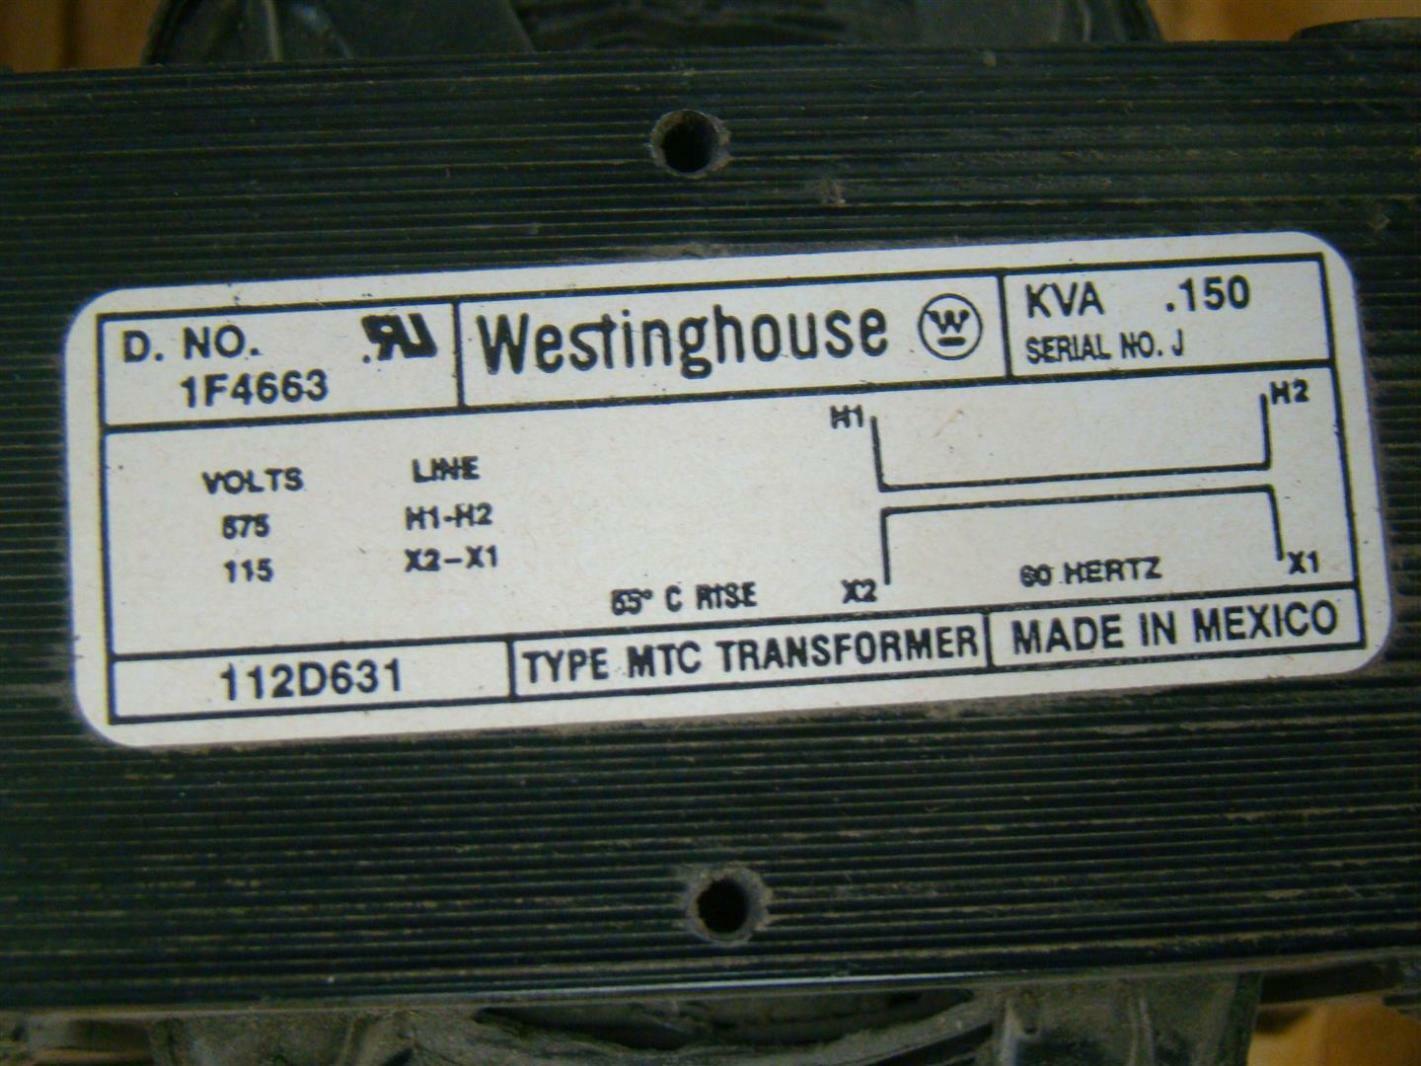 D. NO.
1F4663
Westinghouse
W
KVA .150
SERIAL NO. J
VOLTS LINE
575 H1-H2
115 X2-X1
H1
H2
X2
X1
C RISE
60 HERTZ
112D631
TYPE MTC TRANSFORMER
MADE IN MEXICO